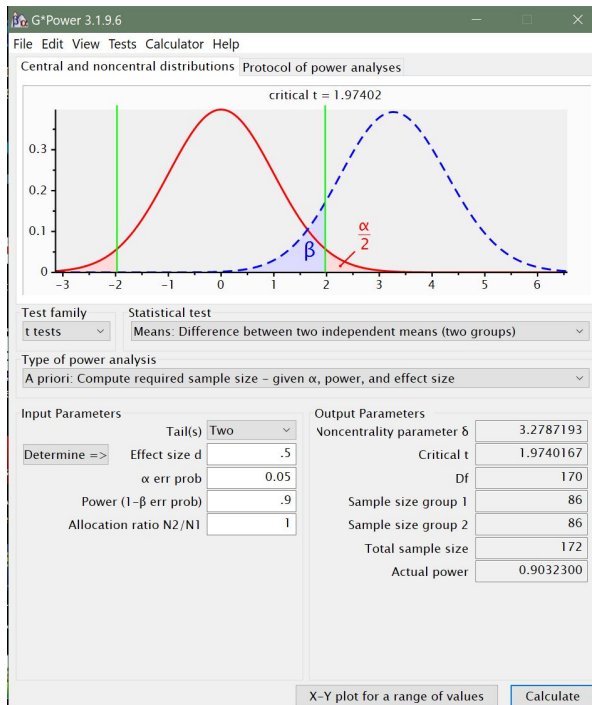 G*Power 3.1.9.6
File Edit View Tests Calculator Help
Central and noncentral distributions Protocol of power analyses
critical t = 1.97402
0.3
0.2
0.1
0
β
α
2
-3 -2 -1 0 1 2 3 4 5 6
Test family Statistical test
t tests Means: Difference between two independent means (two groups)
Type of power analysis
A priori: Compute required sample size – given α, power, and effect size
Input Parameters Output Parameters
Tail(s) Two Noncentrality parameter δ 3.2787193
Determine => Effect size d .5 Critical t 1.9740167
α err prob 0.05 Df 170
Power (1-β err prob) .9 Sample size group 1 86
Allocation ratio N2/N1 1 Sample size group 2 86
Total sample size 172
Actual power 0.9032300
X-Y plot for a range of values Calculate